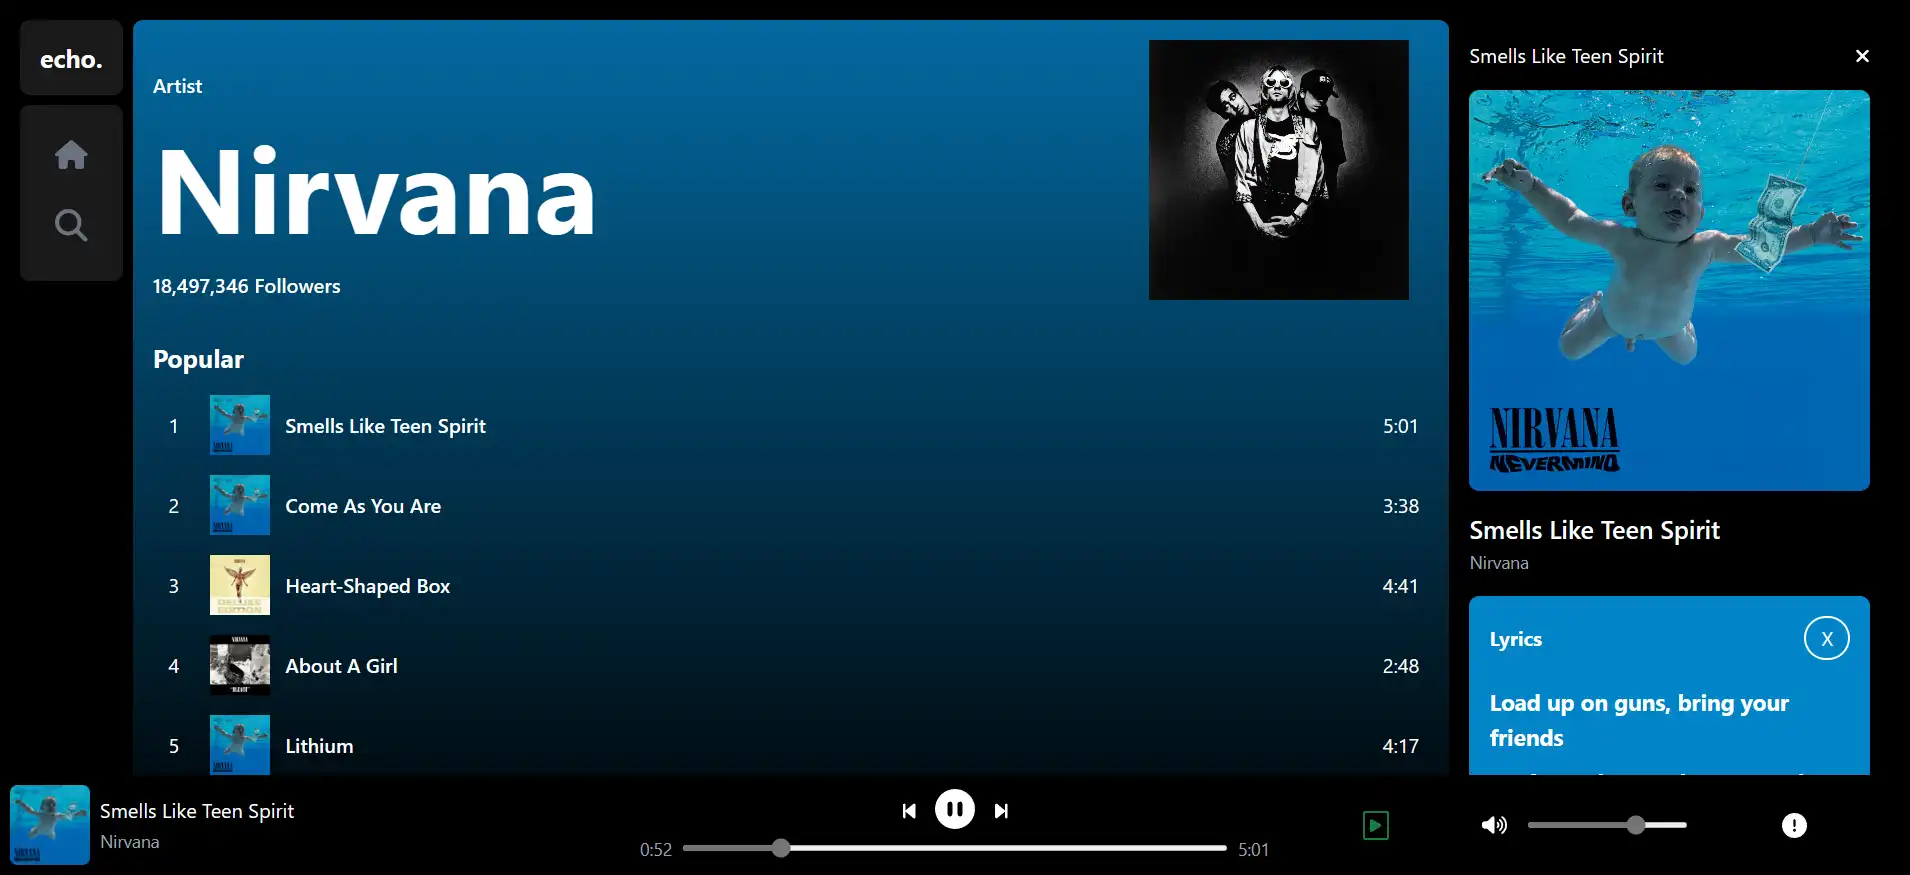 echo.
Artist
Nirvana
18,497,346 Followers
Popular
1 Smells Like Teen Spirit 5:01
2 Come As You Are 3:38
3 Heart-Shaped Box 4:41
4 About A Girl 2:48
5 Lithium 4:17
Smells Like Teen Spirit
NIRVANA
NEVERMIND
Smells Like Teen Spirit
Nirvana
Lyrics X
Load up on guns, bring your
friends
Smells Like Teen Spirit
Nirvana
0:52 5:01